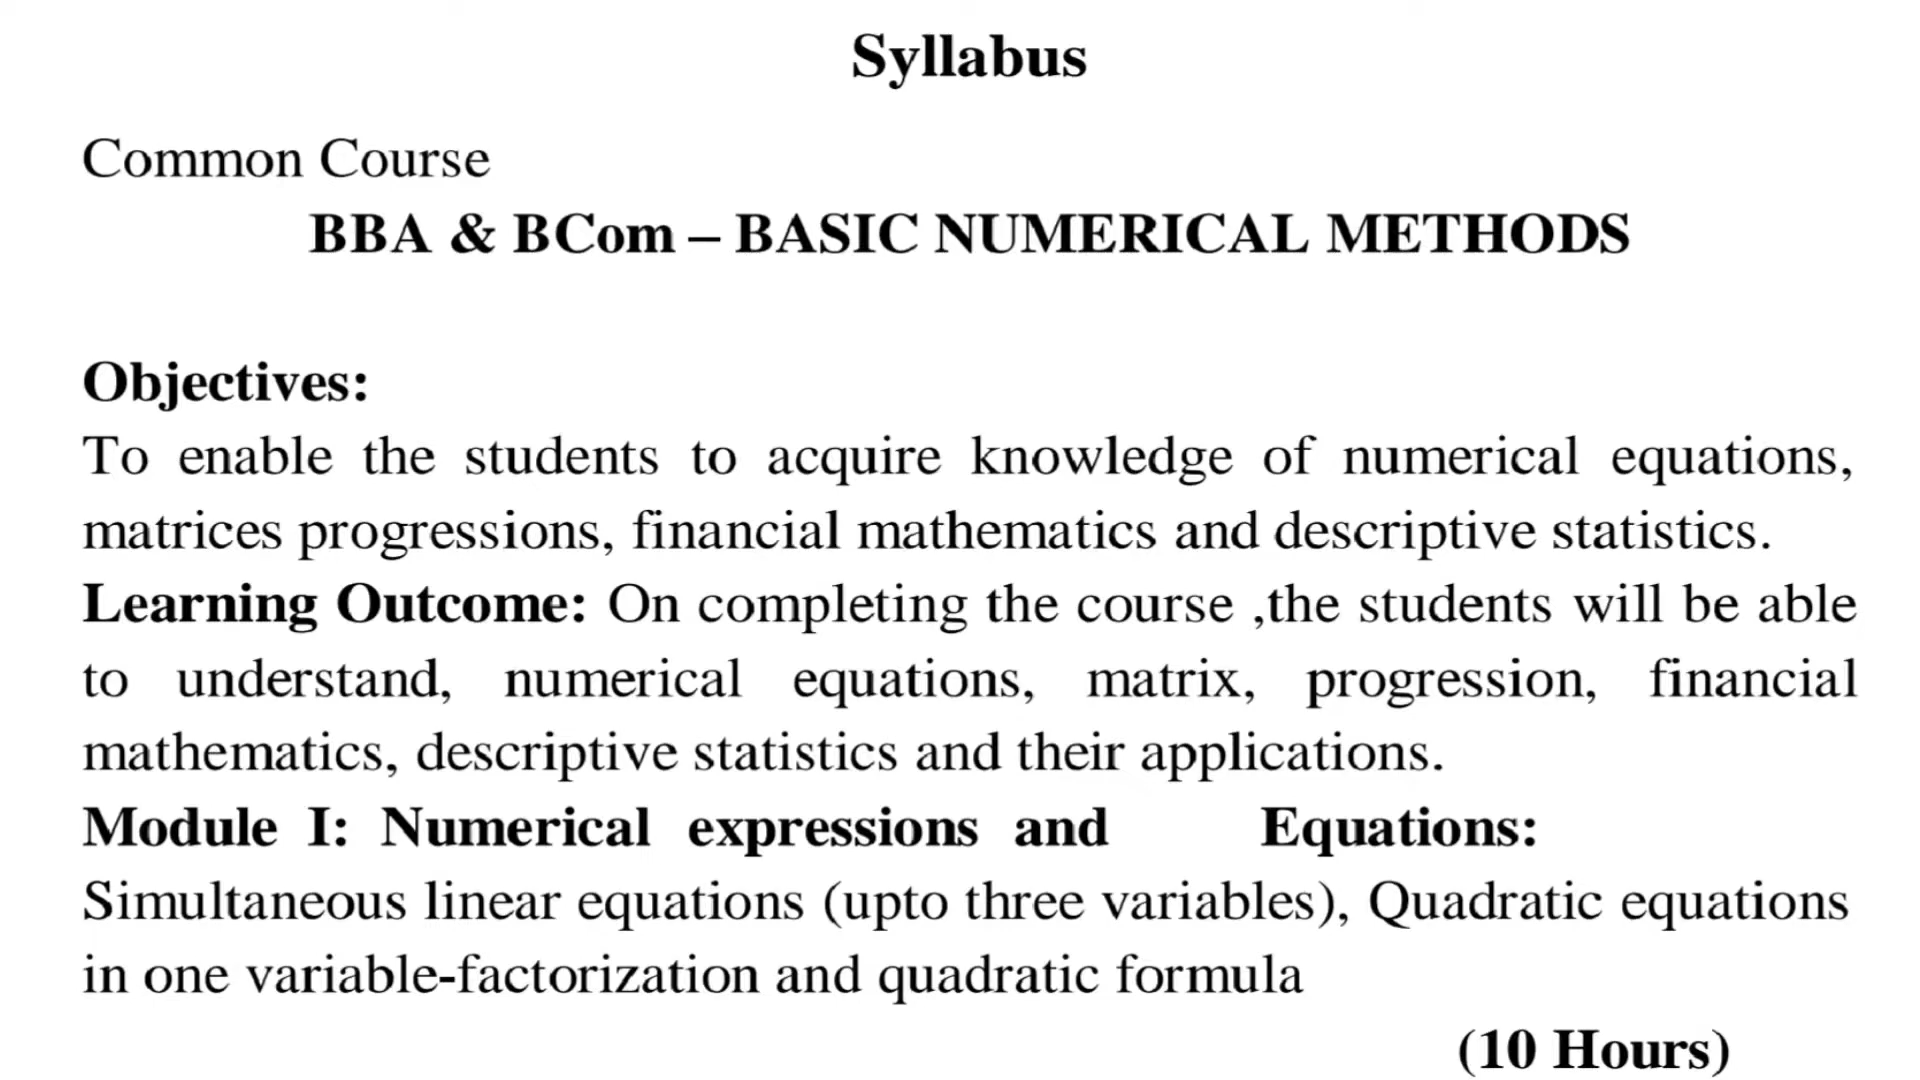 Syllabus
Common Course
BBA & BCom – BASIC NUMERICAL METHODS
Objectives:
To enable the students to acquire knowledge of numerical equations,
matrices progressions, financial mathematics and descriptive statistics.
Learning Outcome: On completing the course ,the students will be able
to understand, numerical equations, matrix, progression, financial
mathematics, descriptive statistics and their applications.
Module I: Numerical expressions and Equations:
Simultaneous linear equations (upto three variables), Quadratic equations
in one variable-factorization and quadratic formula
(10 Hours)